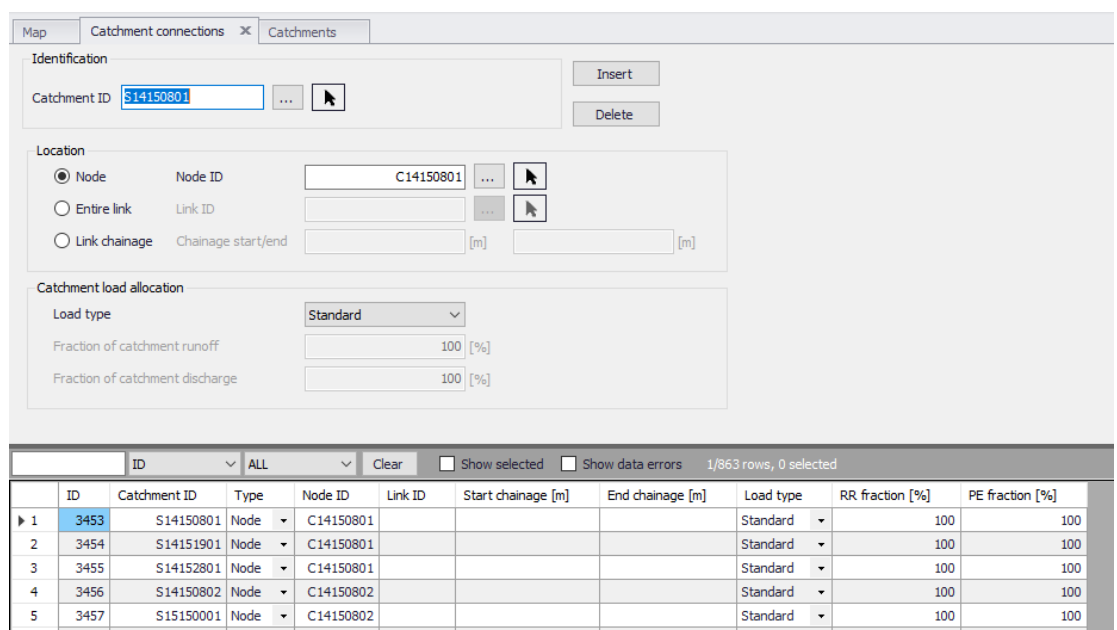 Map Catchment connections Catchments
Identification
Catchment ID S14150801 ...
Insert
Delete
Location
Node Node ID C14150801 ...
Entire link Link ID ...
Link chainage Chainage start/end [m] [m]
Catchment load allocation
Load type Standard
Fraction of catchment runoff 100 [%]
Fraction of catchment discharge 100 [%]
ID ALL Clear Show selected Show data errors 1/863 rows, 0 selected
ID Catchment ID Type Node ID Link ID Start chainage [m] End chainage [m] Load type RR fraction [%] PE fraction [%]
1 3453 S14150801 Node C14150801 Standard 100 100
2 3454 S14151901 Node C14150801 Standard 100 100
3 3455 S14152801 Node C14150801 Standard 100 100
4 3456 S14150802 Node C14150802 Standard 100 100
5 3457 S15150001 Node C14150802 Standard 100 100